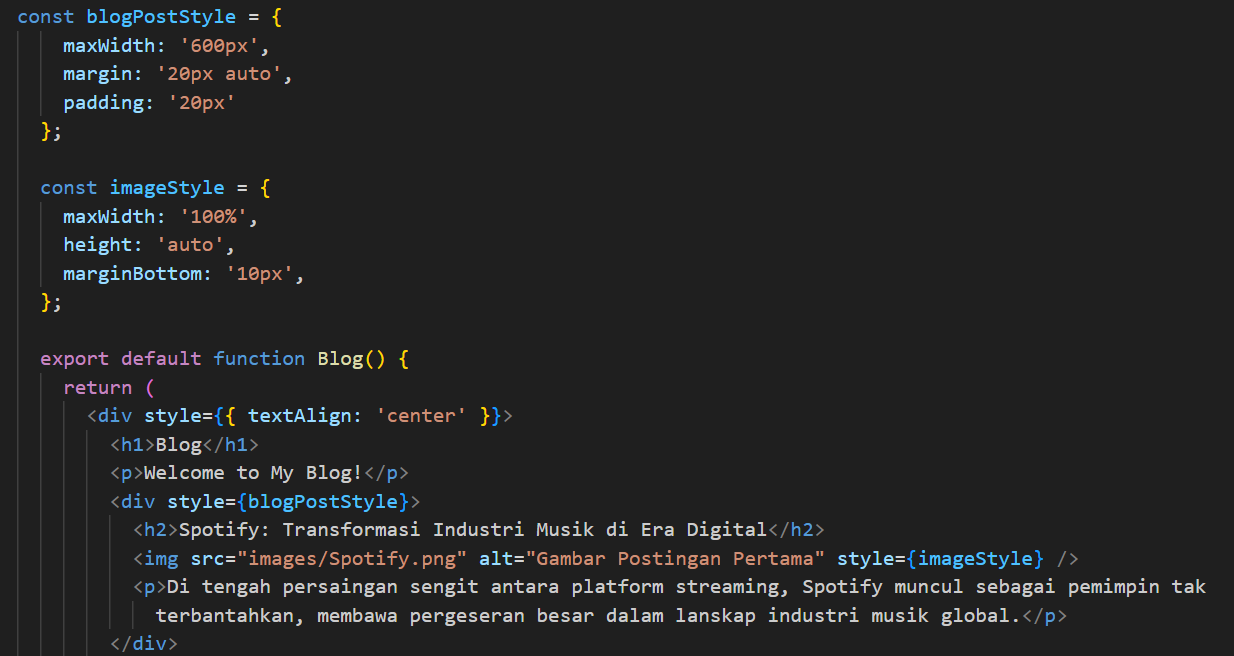 const blogPostStyle = {
maxWidth: '600px',
margin: '20px auto',
padding: '20px'
};
const imageStyle = {
maxWidth: '100%',
height: 'auto',
marginBottom: '10px',
};
export default function Blog() {
return (
<div style={{ textAlign: 'center' }}>
<h1>Blog</h1>
<p>Welcome to My Blog!</p>
<div style={blogPostStyle}>
<h2>Spotify: Transformasi Industri Musik di Era Digital</h2>
<img src="images/Spotify.png" alt="Gambar Postingan Pertama" style={imageStyle} />
<p>Di tengah persaingan sengit antara platform streaming, Spotify muncul sebagai pemimpin tak
terbantahkan, membawa pergeseran besar dalam lanskap industri musik global.</p>
</div>